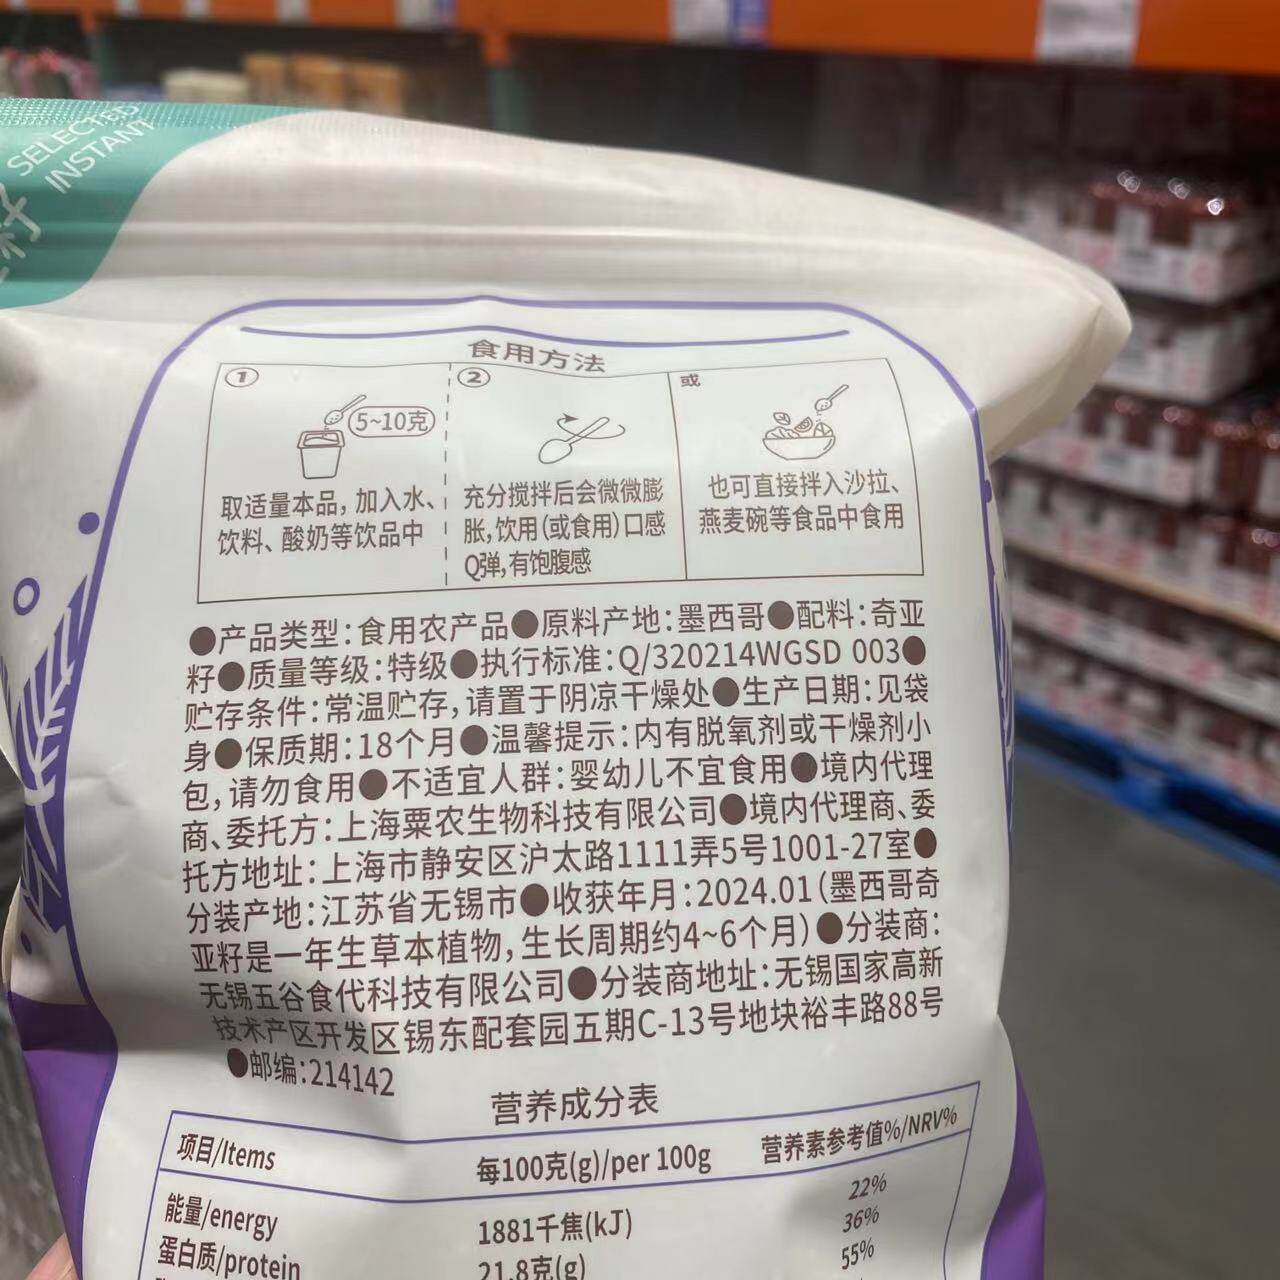 SELECTED
INSTANT
籽
食用方法
①
5~10克
取适量本品，加入水、
饮料、酸奶等饮品中
②
充分搅拌后会微微膨
胀，饮用（或食用）口感
Q弹，有饱腹感
或
也可直接拌入沙拉、
燕麦碗等食品中食用
●产品类型：食用农产品●原料产地：墨西哥●配料：奇亚
籽●质量等级：特级●执行标准：Q/320214WGSD 003●
贮存条件：常温贮存，请置于阴凉干燥处●生产日期：见袋
身●保质期：18个月●温馨提示：内有脱氧剂或干燥剂小
包，请勿食用●不适宜人群：婴幼儿不宜食用●境内代理
商、委托方：上海粟农生物科技有限公司●境内代理商、委
托方地址：上海市静安区沪太路1111弄5号1001-27室●
分装产地：江苏省无锡市●收获年月：2024.01（墨西哥奇
亚籽是一年生草本植物，生长周期约4~6个月）●分装商：
无锡五谷食代科技有限公司●分装商地址：无锡国家高新
技术产区开发区锡东配套园五期C-13号地块裕丰路88号
●邮编：214142
营养成分表
项目/Items 每100克(g)/per 100g 营养素参考值%/NRV%
能量/energy 1881千焦(kJ) 22%
蛋白质/protein 21.8克(g) 36%
55%